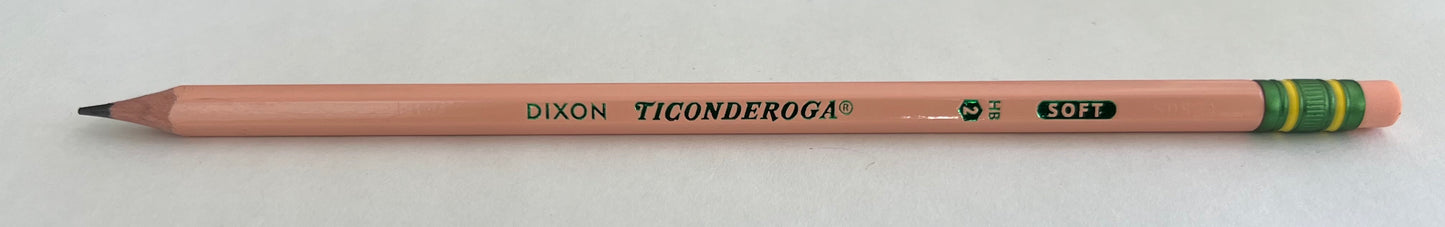 DIXON TICONDEROGA® 2 HB SOFT